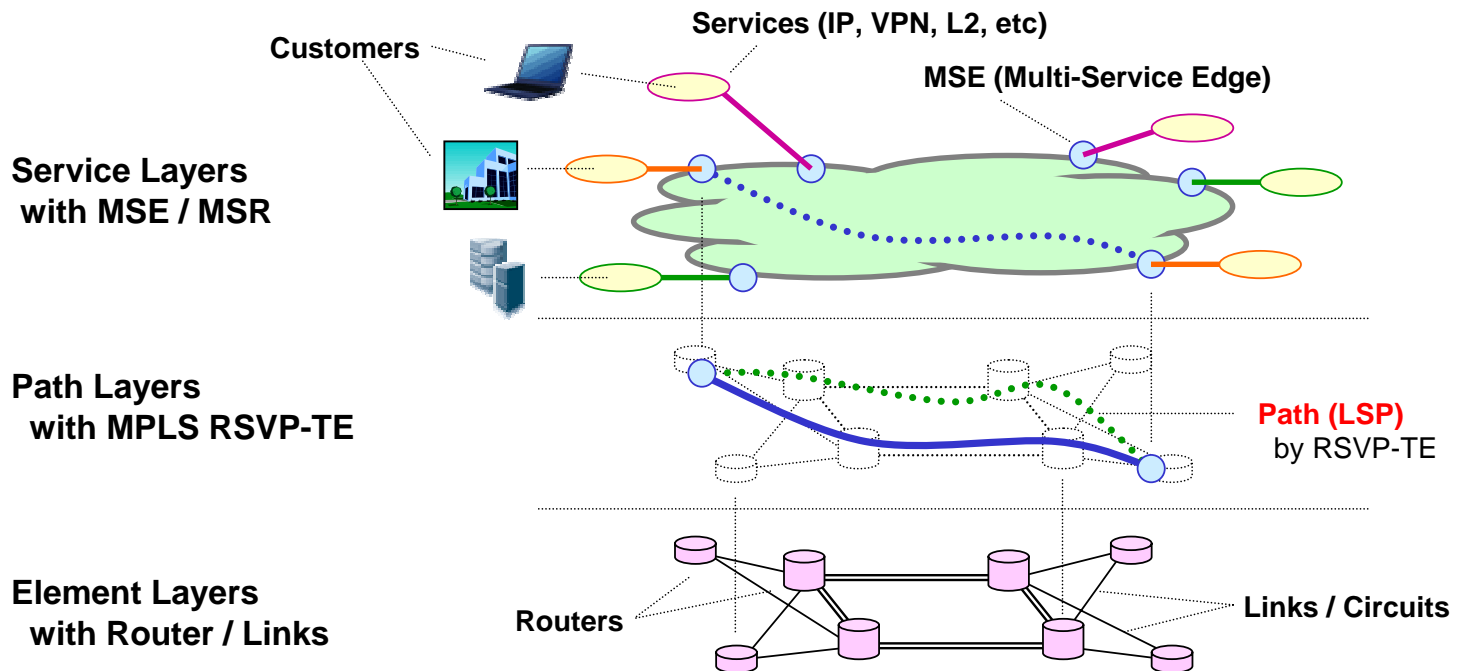 Services (IP, VPN, L2, etc)
Customers
MSE (Multi-Service Edge)
Service Layers
with MSE / MSR
Path Layers
with MPLS RSVP-TE
Path (LSP)
by RSVP-TE
Element Layers
with Router / Links
Routers
Links / Circuits